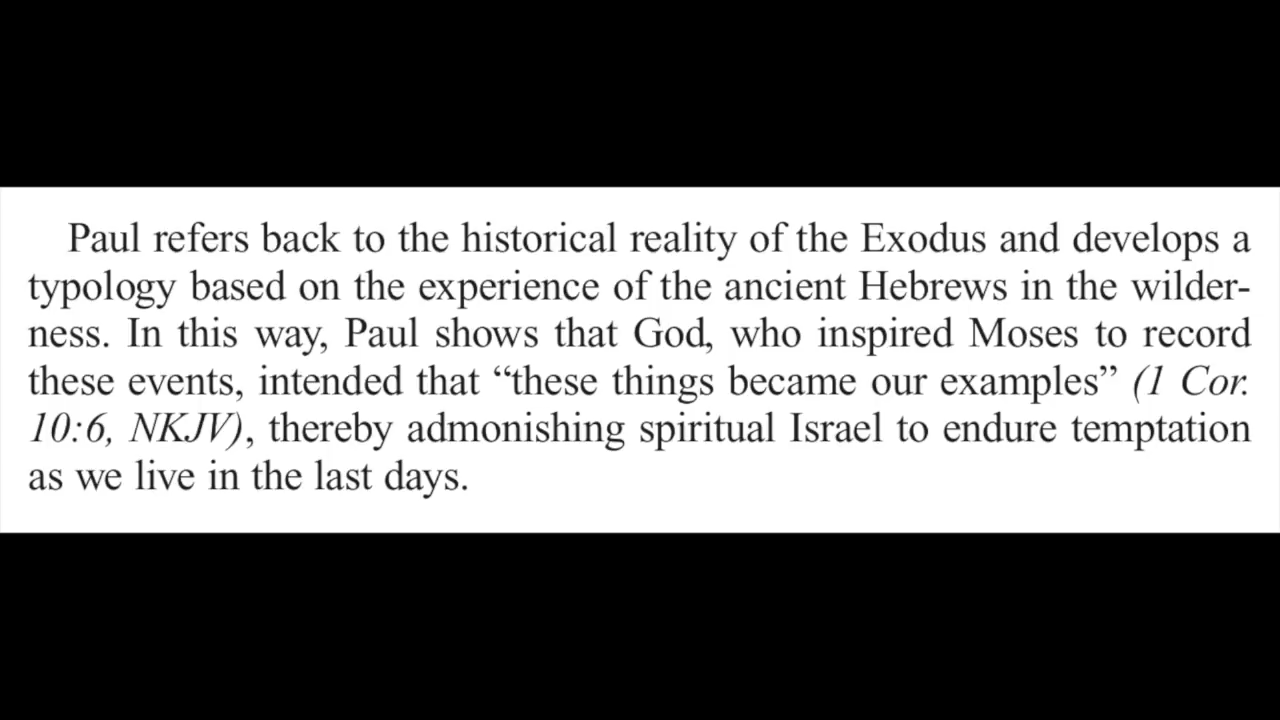 Paul refers back to the historical reality of the Exodus and develops a
typology based on the experience of the ancient Hebrews in the wilder-
ness. In this way, Paul shows that God, who inspired Moses to record
these events, intended that “these things became our examples” (1 Cor.
10:6, NKJV), thereby admonishing spiritual Israel to endure temptation
as we live in the last days.